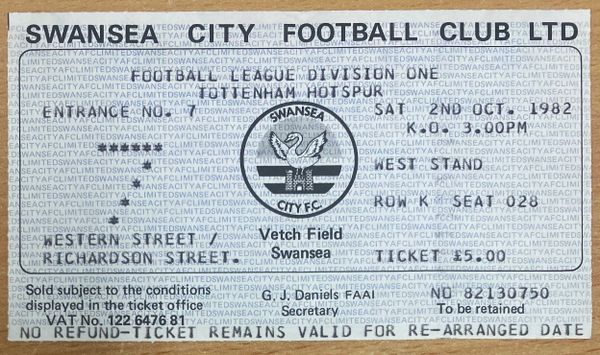 SWANSEA CITY FOOTBALL CLUB LTD
FOOTBALL LEAGUE DIVISION ONE
TOTTENHAM HOTSPUR
ENTRANCE NO. 7
SAT 2ND OCT. 1982
K.O. 3.00PM
******
*
*
*
*
SWANSEA
CITY F.C.
WEST STAND
ROW K SEAT 028
WESTERN STREET /
RICHARDSON STREET.
Vetch Field
Swansea
TICKET £5.00
Sold subject to the conditions
displayed in the ticket office
VAT No. 122 6476 81
G. J. Daniels FAAI
Secretary
NO 82130750
To be retained
NO REFUND-TICKET REMAINS VALID FOR RE-ARRANGED DATE